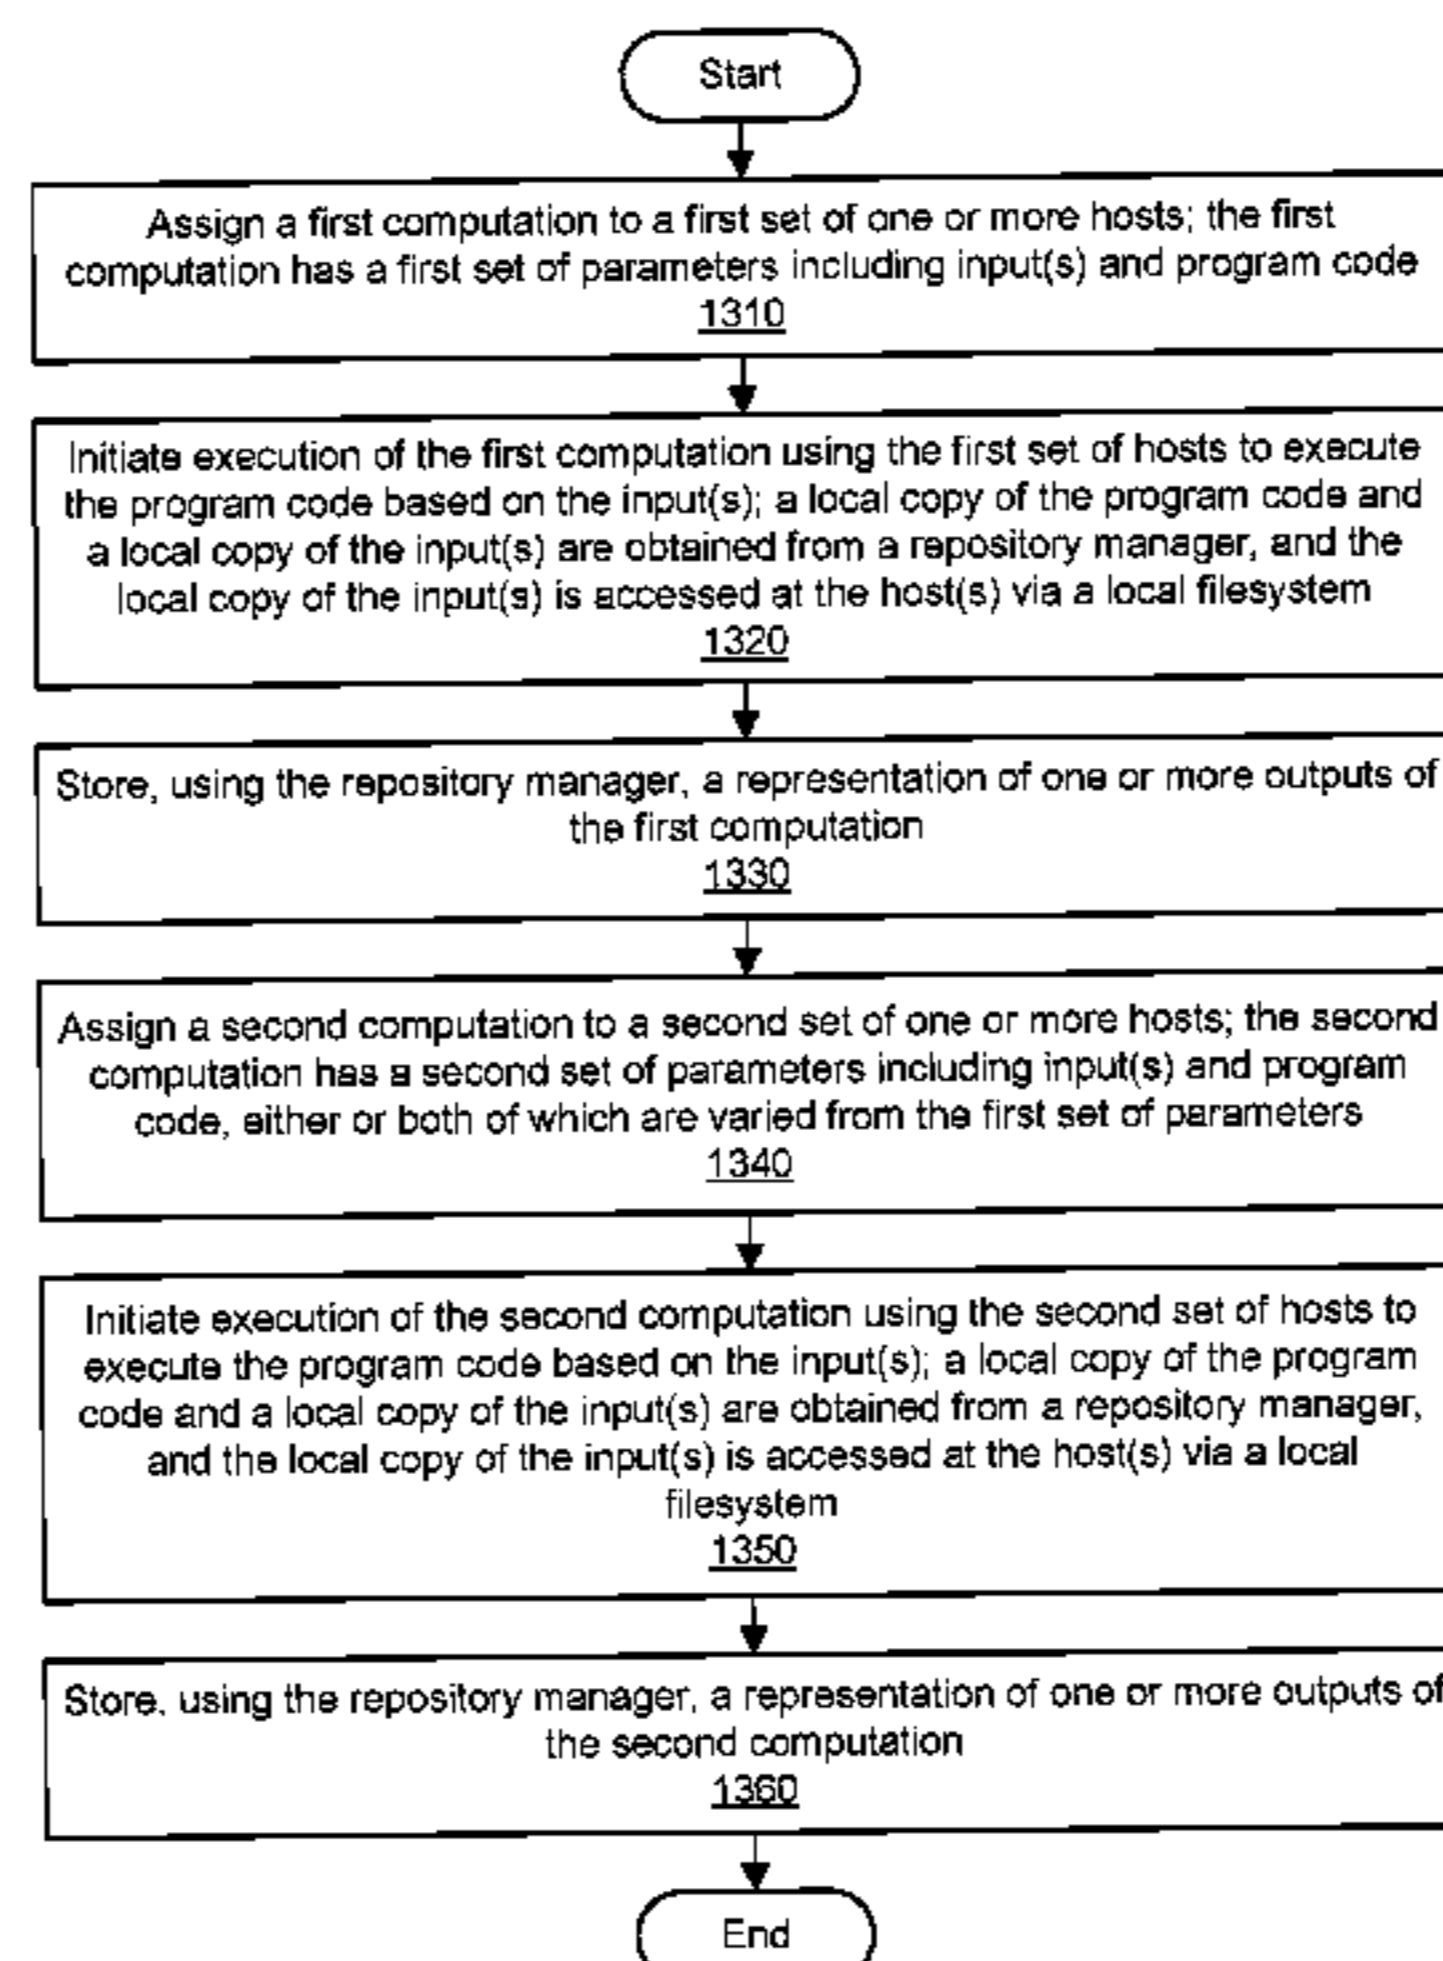 Start
Assign a first computation to a first set of one or more hosts; the first
computation has a first set of parameters including input(s) and program code
1310
Initiate execution of the first computation using the first set of hosts to execute
the program code based on the input(s); a local copy of the program code and
a local copy of the input(s) are obtained from a repository manager, and the
local copy of the input(s) is accessed at the host(s) via a local filesystem
1320
Store, using the repository manager, a representation of one or more outputs of
the first computation
1330
Assign a second computation to a second set of one or more hosts; the second
computation has a second set of parameters including input(s) and program
code, either or both of which are varied from the first set of parameters
1340
Initiate execution of the second computation using the second set of hosts to
execute the program code based on the input(s); a local copy of the program
code and a local copy of the input(s) are obtained from a repository manager,
and the local copy of the input(s) is accessed at the host(s) via a local
filesystem
1350
Store, using the repository manager, a representation of one or more outputs of
the second computation
1360
End